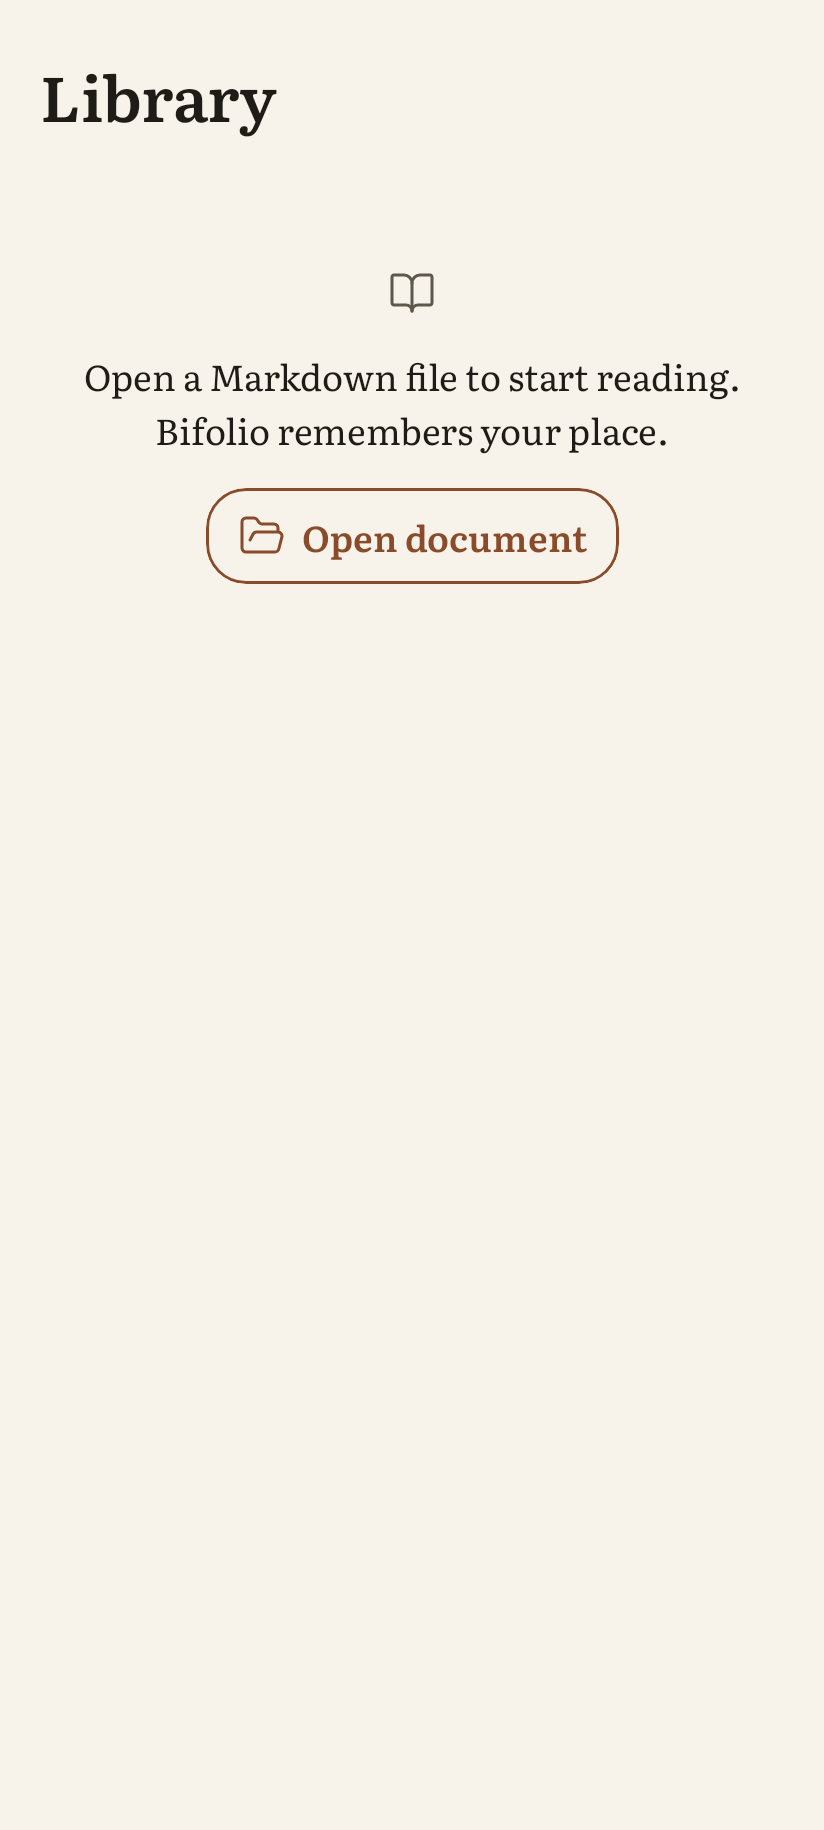 Library
Open a Markdown file to start reading.
Bifolio remembers your place.
Open document